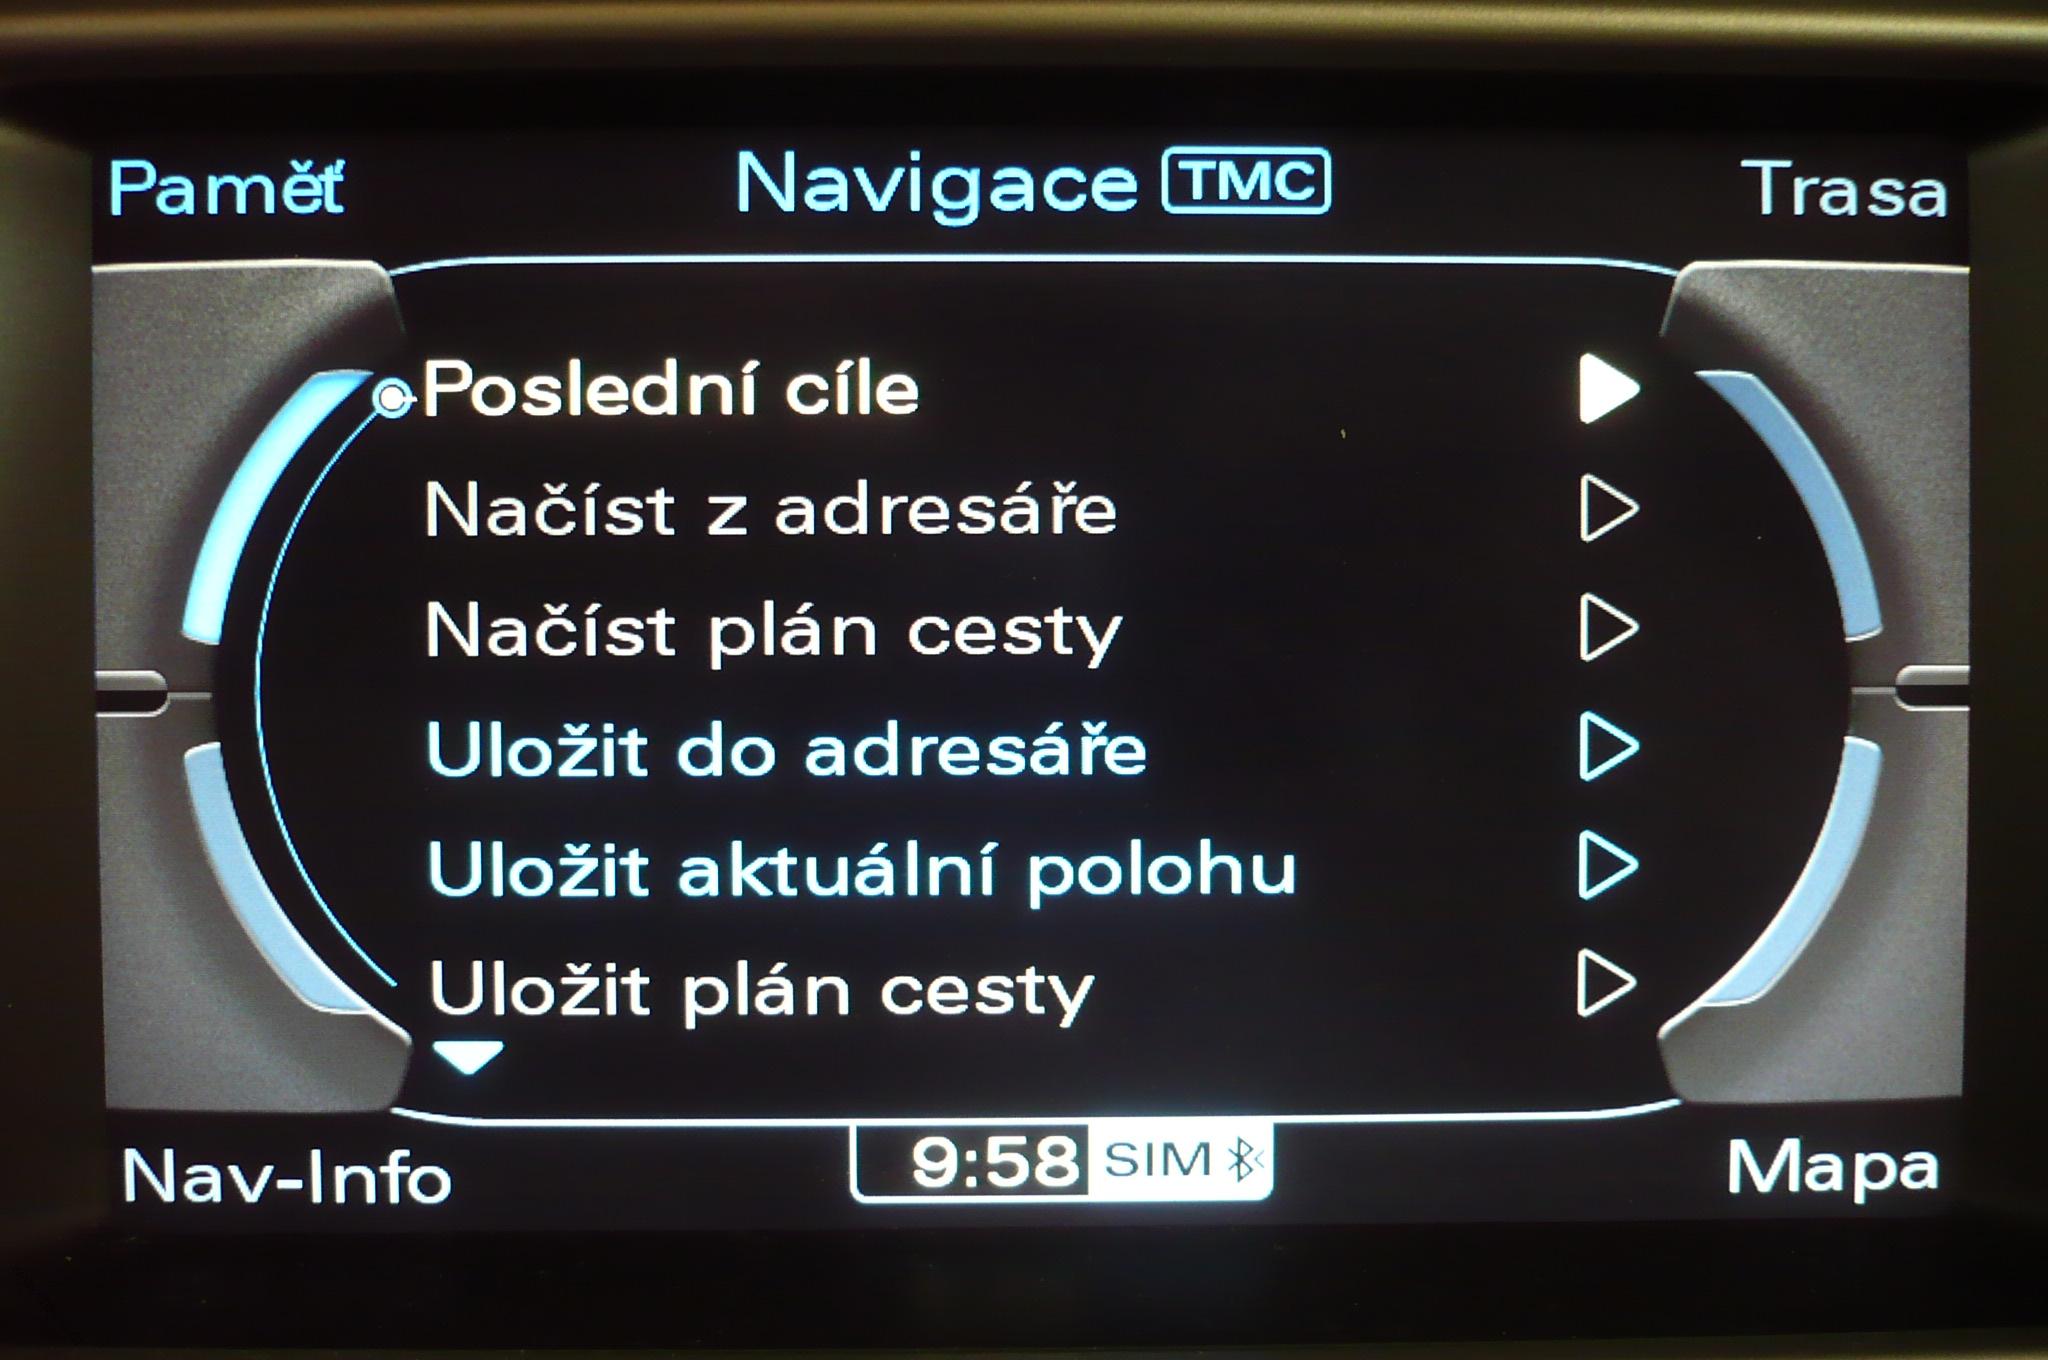 Paměť
Navigace TMC
Trasa
Poslední cíle
Načíst z adresáře
Načíst plán cesty
Uložit do adresáře
Uložit aktuální polohu
Uložit plán cesty
Nav-Info
9:58 SIM
Mapa